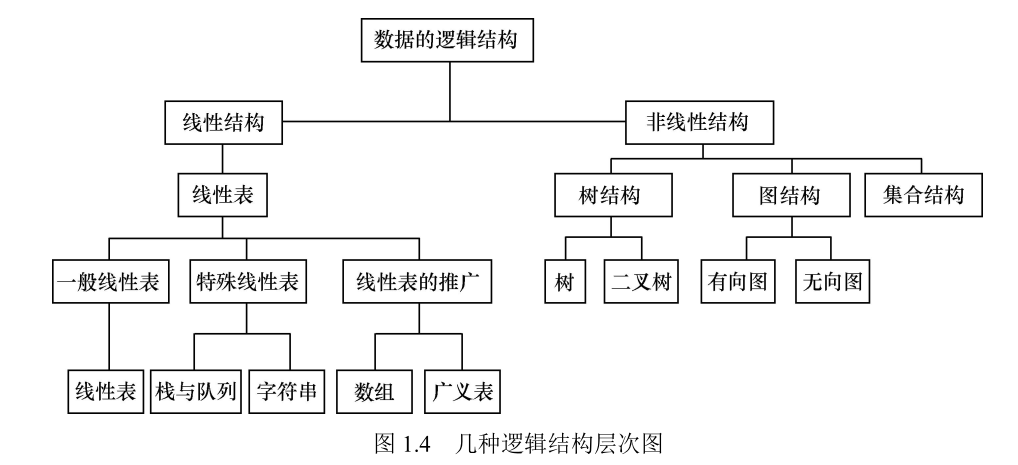 数据的逻辑结构
线性结构
非线性结构
线性表
树结构
图结构
集合结构
一般线性表
特殊线性表
线性表的推广
树
二叉树
有向图
无向图
线性表
栈与队列
字符串
数组
广义表
图 1.4 几种逻辑结构层次图